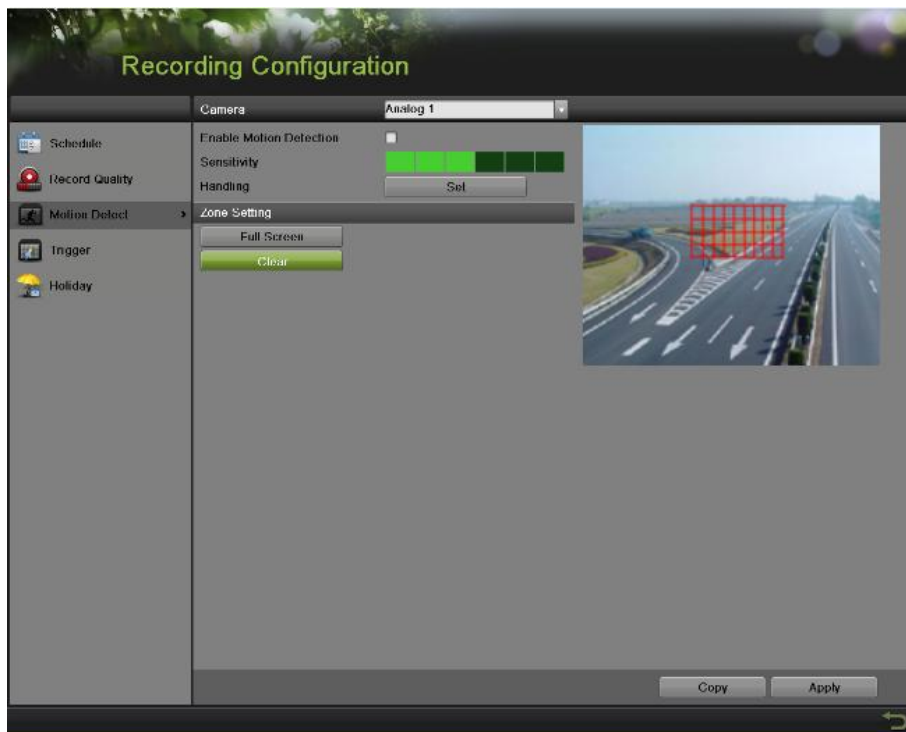 Recording Configuration
Camera
Analog 1
Schedule
Record Quality
Motion Detect
Trigger
Holiday
Enable Motion Detection
Sensitivity
Handling
Set
Zone Setting
Full Screen
Clear
Copy
Apply